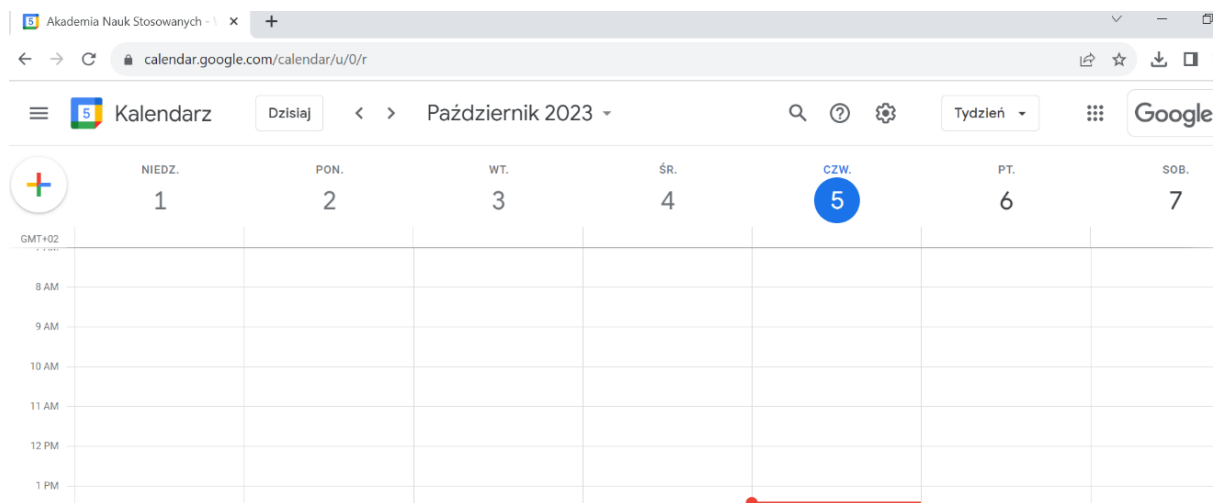 5 Akademia Nauk Stosowanych -
calendar.google.com/calendar/u/0/r
5 Kalendarz Dzisiaj Październik 2023 Tydzień Google
NIEDZ. PON. WT. ŚR. CZW. PT. SOB.
1 2 3 4 5 6 7
GMT+02
8 AM
9 AM
10 AM
11 AM
12 PM
1 PM